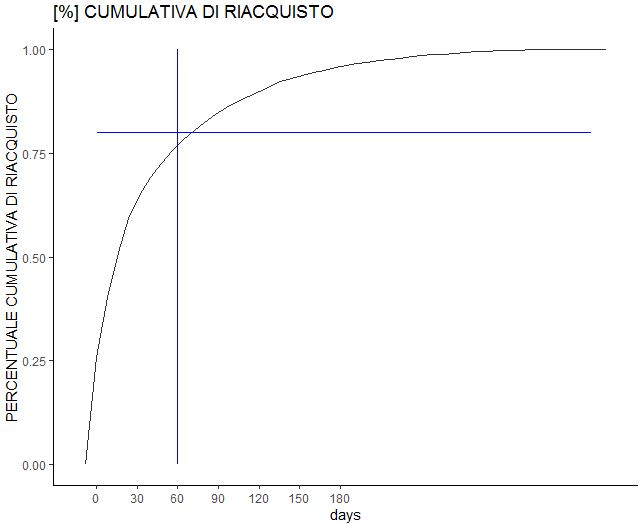 [%] CUMULATIVA DI RIACQUISTO
PERCENTUALE CUMULATIVA DI RIACQUISTO
1.00
0.75
0.50
0.25
0.00
0 30 60 90 120 150 180
days